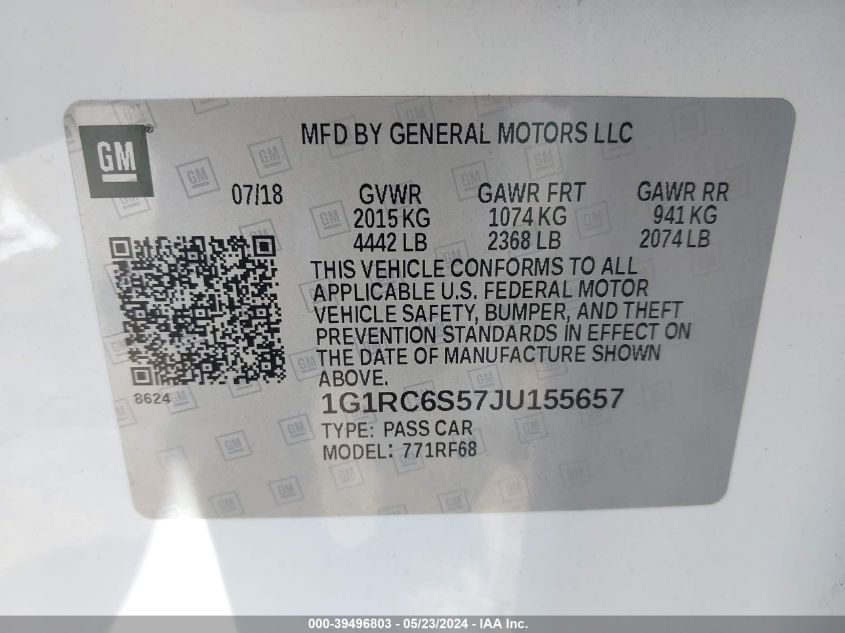 GM
MFD BY GENERAL MOTORS LLC
07/18 GVWR GAWR FRT GAWR RR
2015 KG 1074 KG 941 KG
4442 LB 2368 LB 2074 LB
THIS VEHICLE CONFORMS TO ALL
APPLICABLE U.S. FEDERAL MOTOR
VEHICLE SAFETY, BUMPER, AND THEFT
PREVENTION STANDARDS IN EFFECT ON
THE DATE OF MANUFACTURE SHOWN
ABOVE.
8624
1G1RC6S57JU155657
TYPE: PASS CAR
MODEL: 771RF68
000-39496803 - 05/23/2024 - IAA Inc.